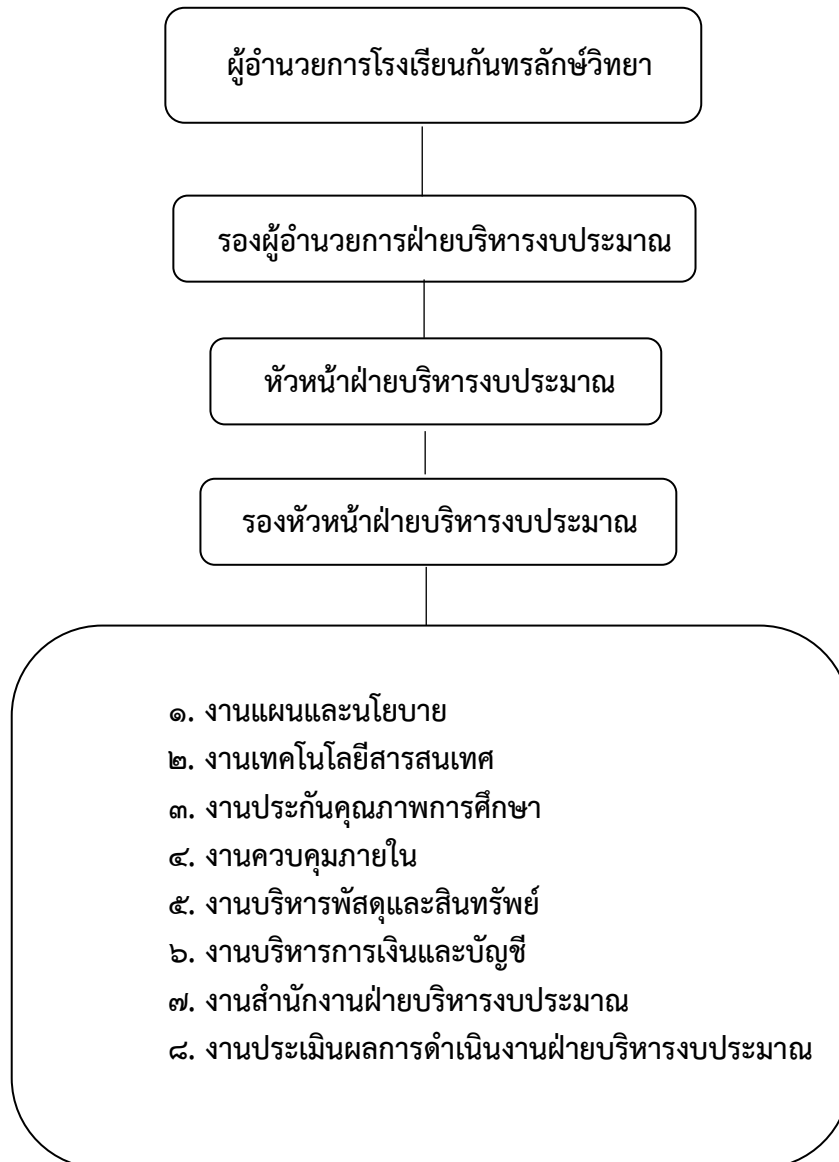 ผู้อำนวยการโรงเรียนกันทรลักษ์วิทยา
รองผู้อำนวยการฝ่ายบริหารงบประมาณ
หัวหน้าฝ่ายบริหารงบประมาณ
รองหัวหน้าฝ่ายบริหารงบประมาณ
๑. งานแผนและนโยบาย
๒. งานเทคโนโลยีสารสนเทศ
๓. งานประกันคุณภาพการศึกษา
๔. งานควบคุมภายใน
๕. งานบริหารพัสดุและสินทรัพย์
๖. งานบริหารการเงินและบัญชี
๗. งานสำนักงานฝ่ายบริหารงบประมาณ
๘. งานประเมินผลการดำเนินงานฝ่ายบริหารงบประมาณ